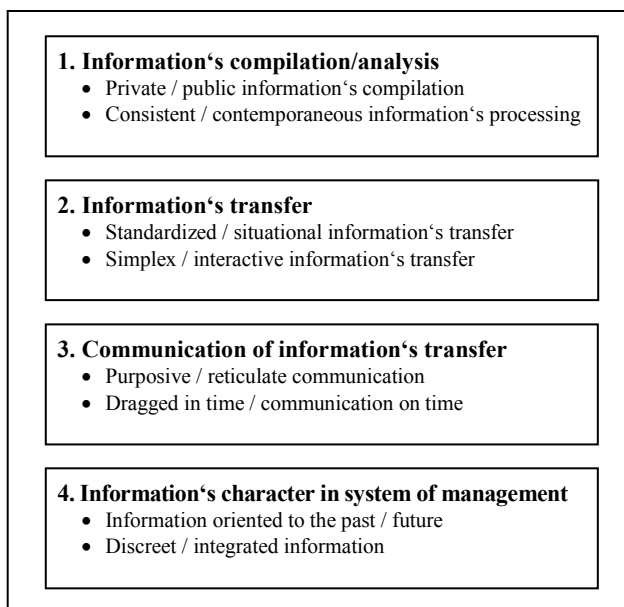 1. Information‘s compilation/analysis
• Private / public information‘s compilation
• Consistent / contemporaneous information‘s processing
2. Information‘s transfer
• Standardized / situational information‘s transfer
• Simplex / interactive information‘s transfer
3. Communication of information‘s transfer
• Purposive / reticulate communication
• Dragged in time / communication on time
4. Information‘s character in system of management
• Information oriented to the past / future
• Discreet / integrated information